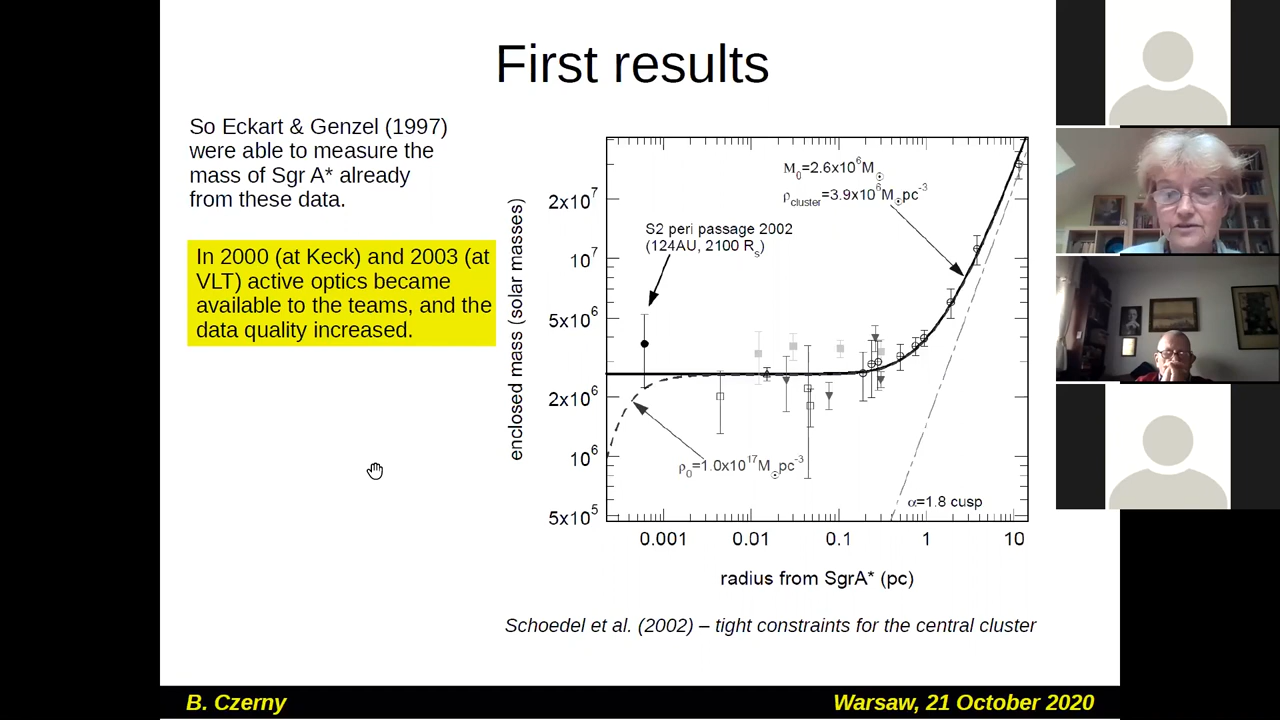 First results
So Eckart & Genzel (1997)
were able to measure the
mass of Sgr A* already
from these data.
In 2000 (at Keck) and 2003 (at
VLT) active optics became
available to the teams, and the
data quality increased.
enclosed mass (solar masses)
2x10⁷
10⁷
5x10⁶
2x10⁶
10⁶
5x10⁵
M₀=2.6x10⁶M☉
ρcluster=3.9x10⁶M☉pc⁻³
S2 peri passage 2002
(124AU, 2100 Rs)
ρ₀=1.0x10¹⁷M☉pc⁻³
α=1.8 cusp
0.001 0.01 0.1 1 10
radius from SgrA* (pc)
Schoedel et al. (2002) – tight constraints for the central cluster
B. Czerny
Warsaw, 21 October 2020